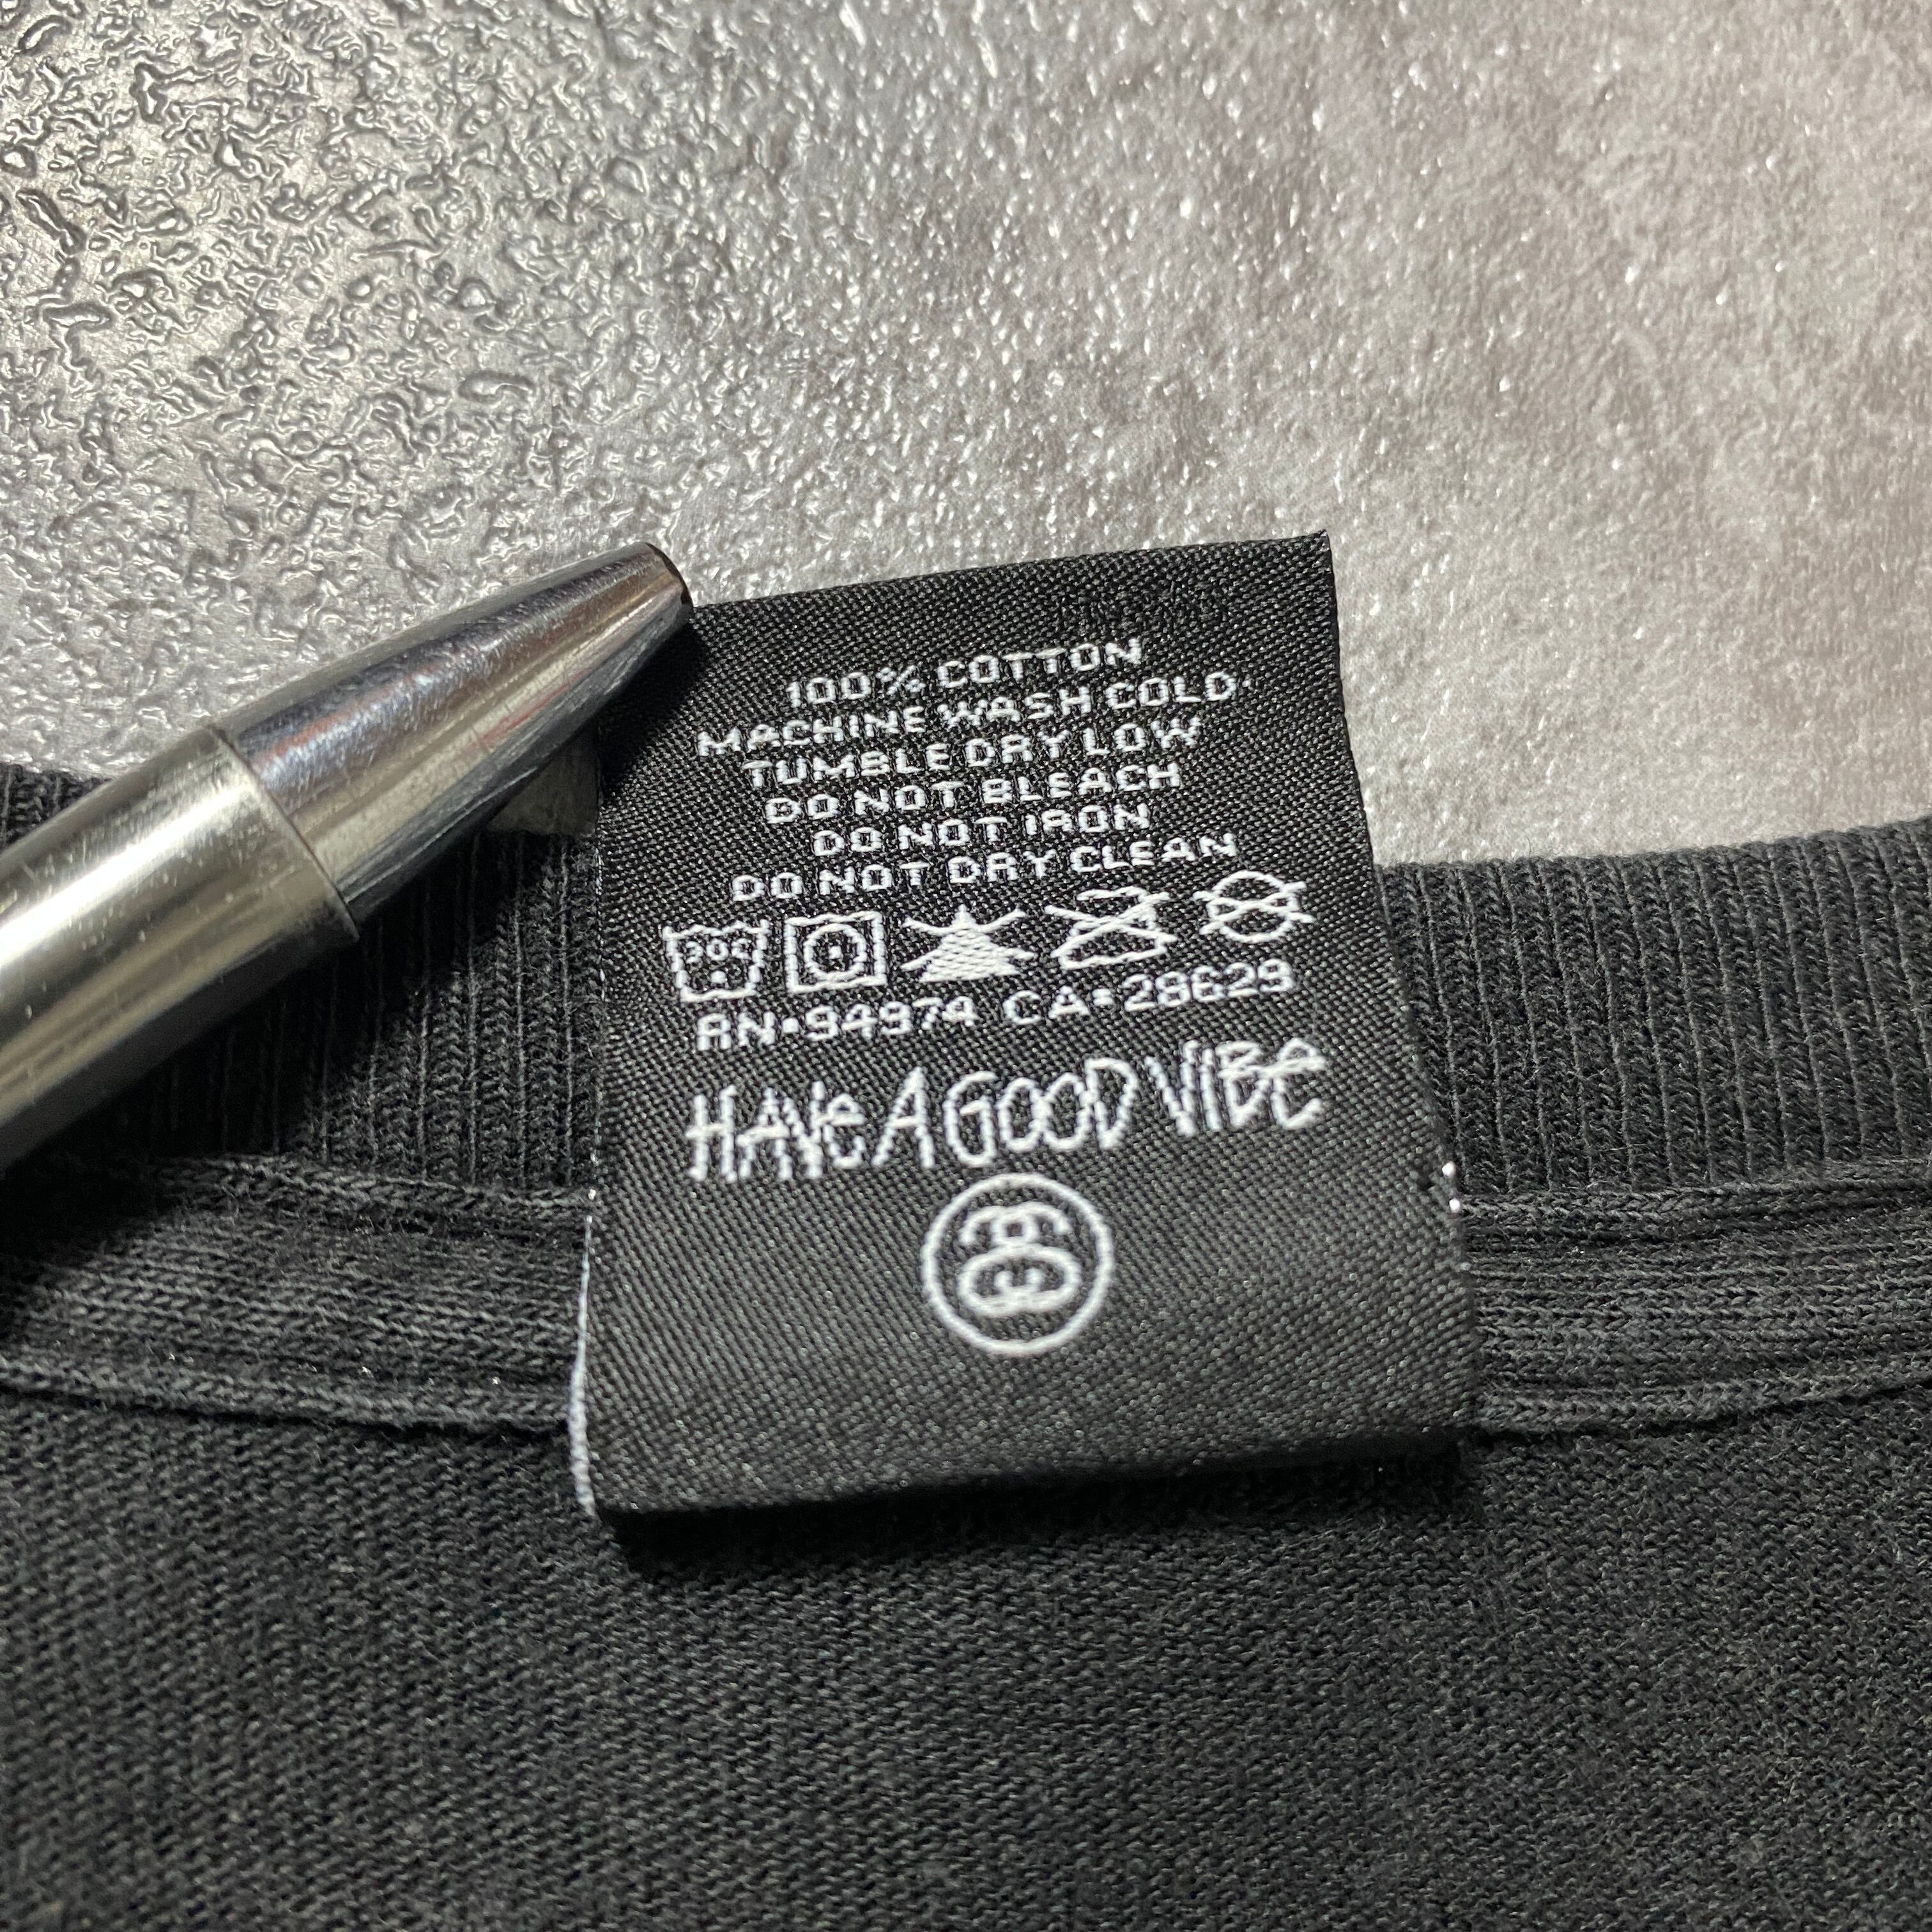 100% COTTON
MACHINE WASH COLD
TUMBLE DRY LOW
DO NOT BLEACH
DO NOT IRON
DO NOT DRY CLEAN
30C
RN•94974 CA•28629
HAVe A GOOD VIBE